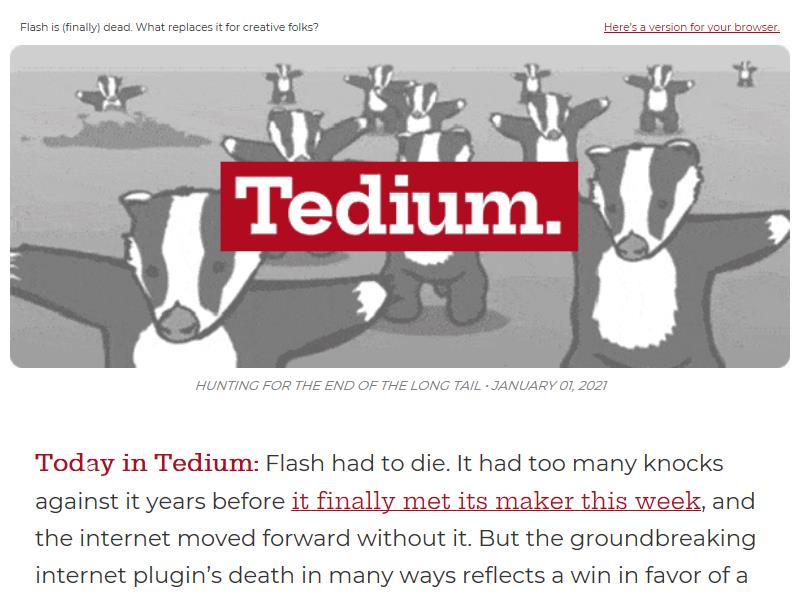 Flash is (finally) dead. What replaces it for creative folks?
Here's a version for your browser.
Tedium.
HUNTING FOR THE END OF THE LONG TAIL • JANUARY 01, 2021
Today in Tedium: Flash had to die. It had too many knocks
against it years before it finally met its maker this week, and
the internet moved forward without it. But the groundbreaking
internet plugin’s death in many ways reflects a win in favor of a